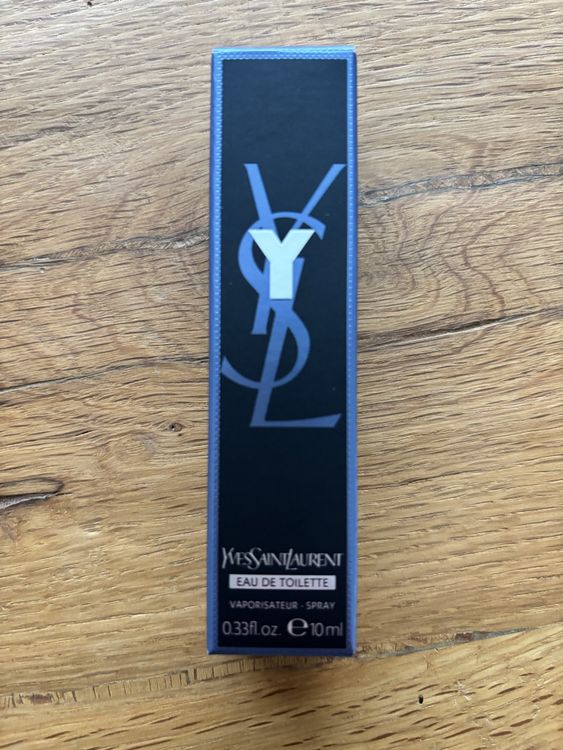 YSL
Y
YVESSAINTLAURENT
EAU DE TOILETTE
VAPORISATEUR - SPRAY
0.33fl.oz. ℮10ml